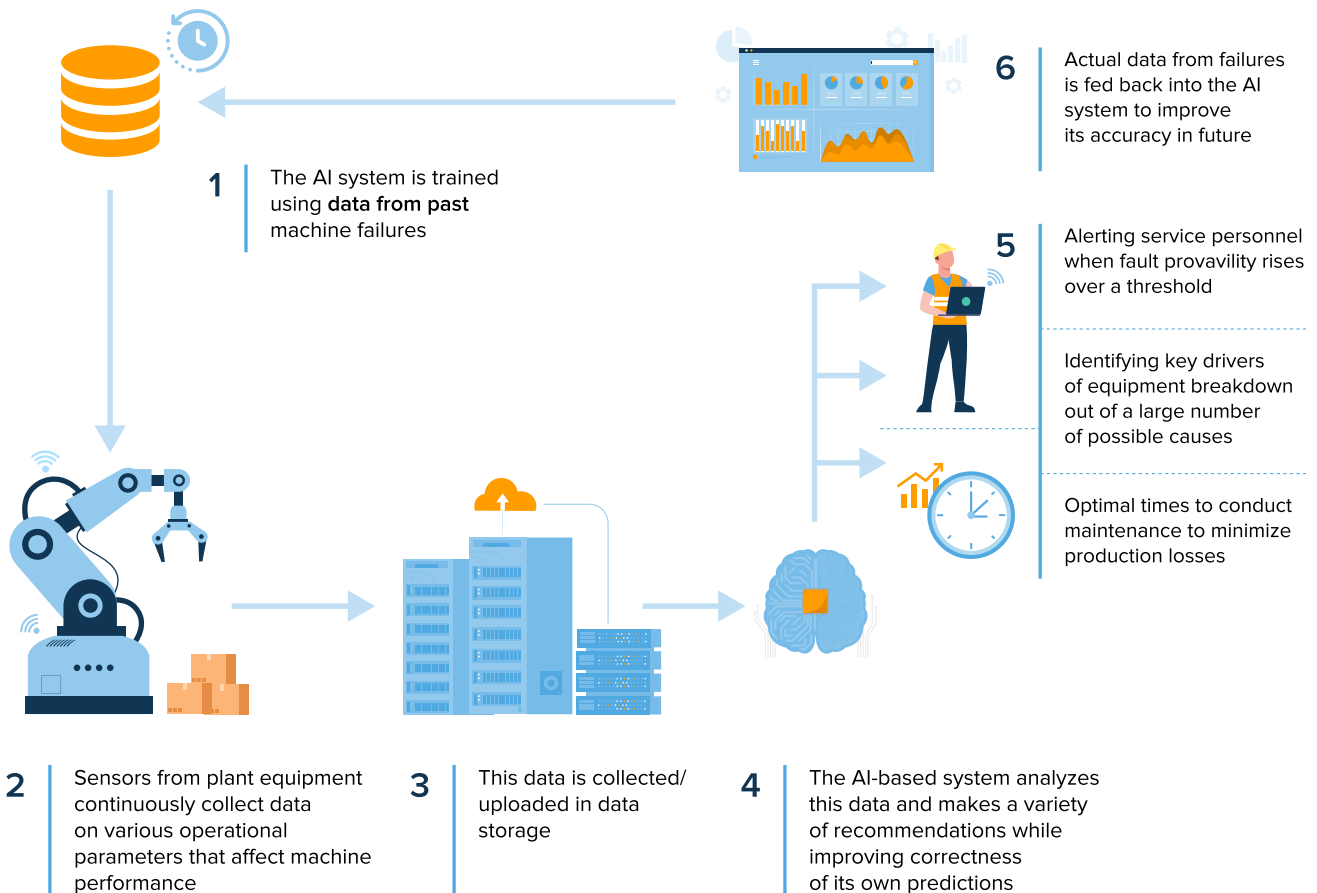 1
The AI system is trained
using data from past
machine failures
2
Sensors from plant equipment
continuously collect data
on various operational
parameters that affect machine
performance
3
This data is collected/
uploaded in data
storage
4
The AI-based system analyzes
this data and makes a variety
of recommendations while
improving correctness
of its own predictions
5
Alerting service personnel
when fault provavility rises
over a threshold
Identifying key drivers
of equipment breakdown
out of a large number
of possible causes
Optimal times to conduct
maintenance to minimize
production losses
6
Actual data from failures
is fed back into the AI
system to improve
its accuracy in future